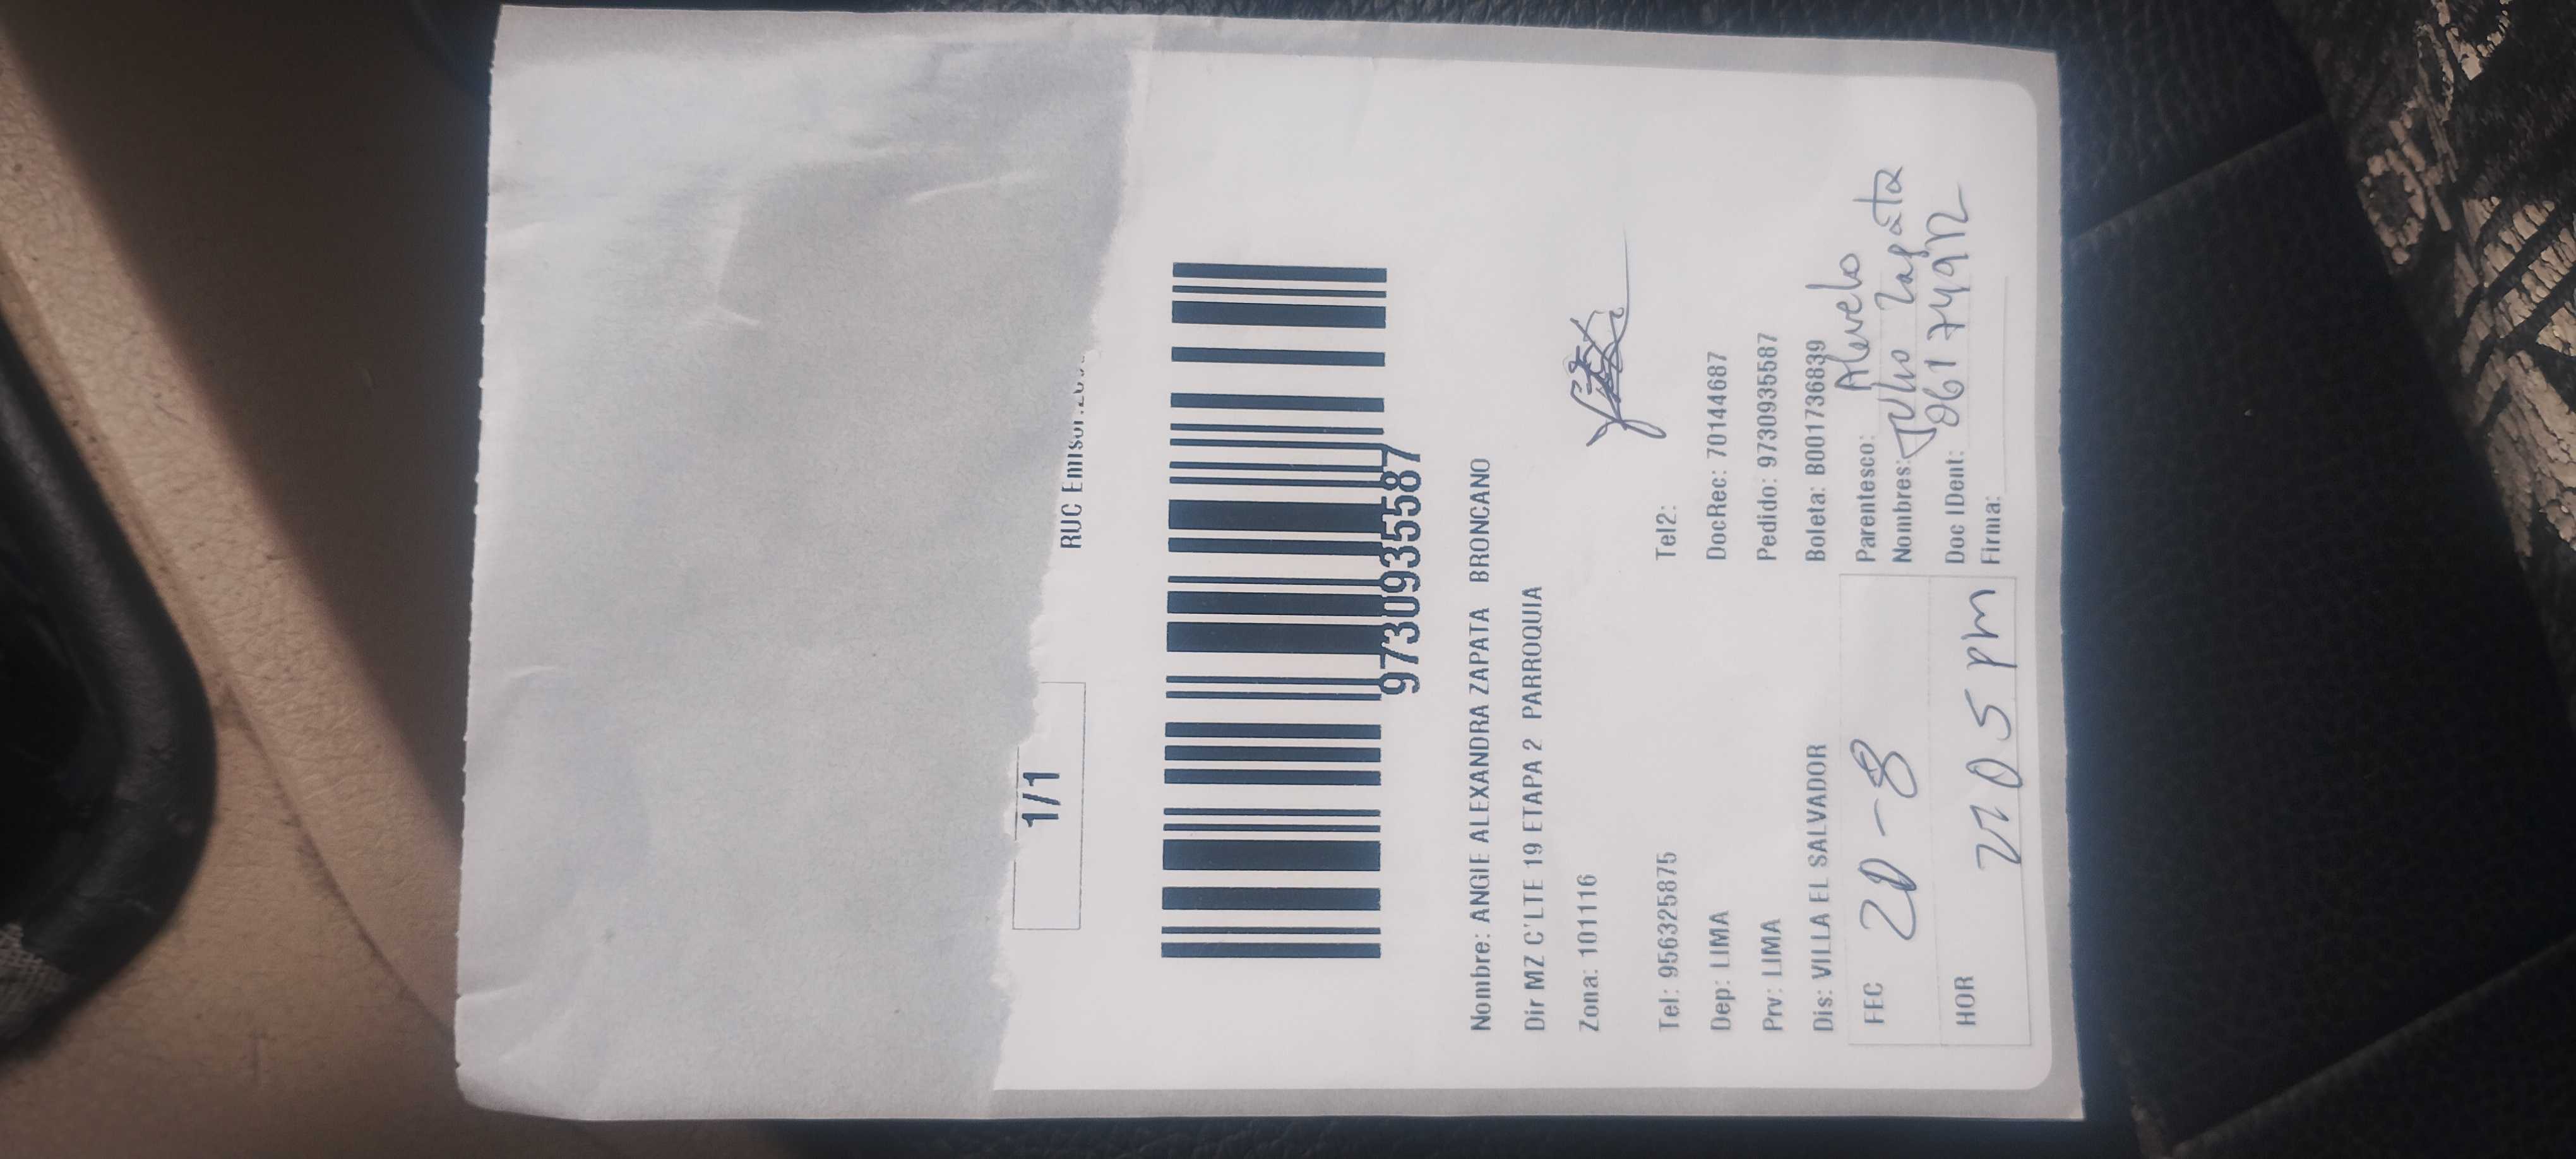 1/1
RUC Emisor:
9730935587
Nombre: ANGIE ALEXANDRA ZAPATA BRONCANO
Dir MZ C'LTE 19 ETAPA 2 PARROQUIA
Zona: 101116
Tel: 956325875 Tel2:
Dep: LIMA DocRec: 70144687
Prv: LIMA Pedido: 9730935587
Dis: VILLA EL SALVADOR Boleta: B001736839
FEC 20-8 Parentesco:
Nombres: Julio Zapata
HOR 2205 pm Doc IDent:
Firma: